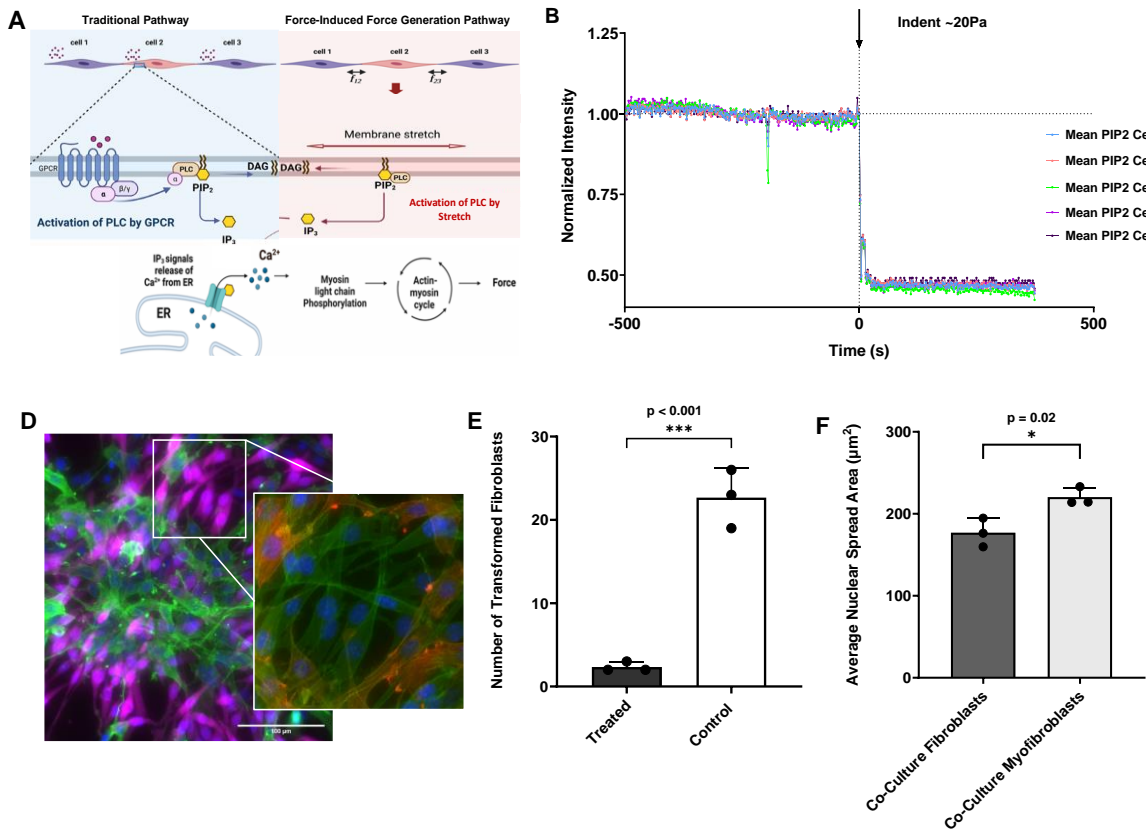 A
Traditional Pathway
Force-Induced Force Generation Pathway
cell 1
cell 2
cell 3
cell 1
cell 2
cell 3
f12
f23
Membrane stretch
GPCR
α
β/γ
α
PLC
PIP2
DAG
DAG
PIP2
PLC
Activation of PLC by GPCR
IP3
IP3
Activation of PLC by
Stretch
IP3 signals
release of
Ca2+ from ER
Ca2+
ER
Myosin
light chain
Phosphorylation
Actin-
myosin
cycle
Force
B
Indent ~20Pa
Normalized Intensity
1.25
1.00
0.75
0.50
-500
0
500
Time (s)
Mean PIP2 Ce
Mean PIP2 Ce
Mean PIP2 Ce
Mean PIP2 Ce
Mean PIP2 Ce
D
100 µm
E
p < 0.001
***
Number of Transformed Fibroblasts
30
20
10
0
Treated
Control
F
p = 0.02
*
Average Nuclear Spread Area (µm²)
300
200
100
0
Co-Culture Fibroblasts
Co-Culture Myofibroblasts